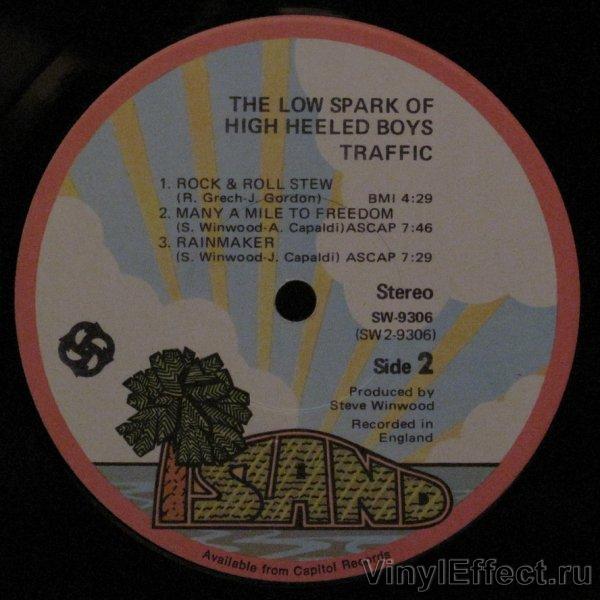 THE LOW SPARK OF
HIGH HEELED BOYS
TRAFFIC
1. ROCK & ROLL STEW
(R. Grech-J. Gordon) BMI 4:29
2. MANY A MILE TO FREEDOM
(S. Winwood-A. Capaldi) ASCAP 7:46
3. RAINMAKER
(S. Winwood-J. Capaldi) ASCAP 7:29
Stereo
SW-9306
(SW2-9306)
Side 2
Produced by
Steve Winwood
Recorded in
England
ISLAND
Available from Capitol Records
VinylEffect.ru